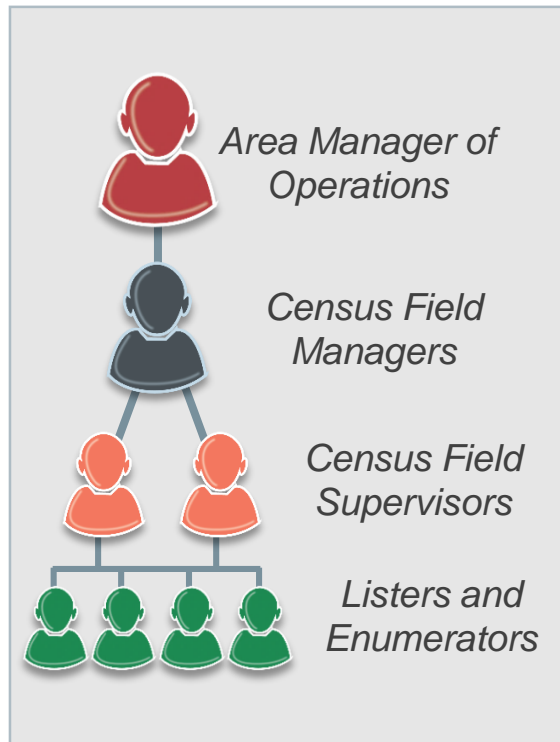 Area Manager of
Operations
Census Field
Managers
Census Field
Supervisors
Listers and
Enumerators